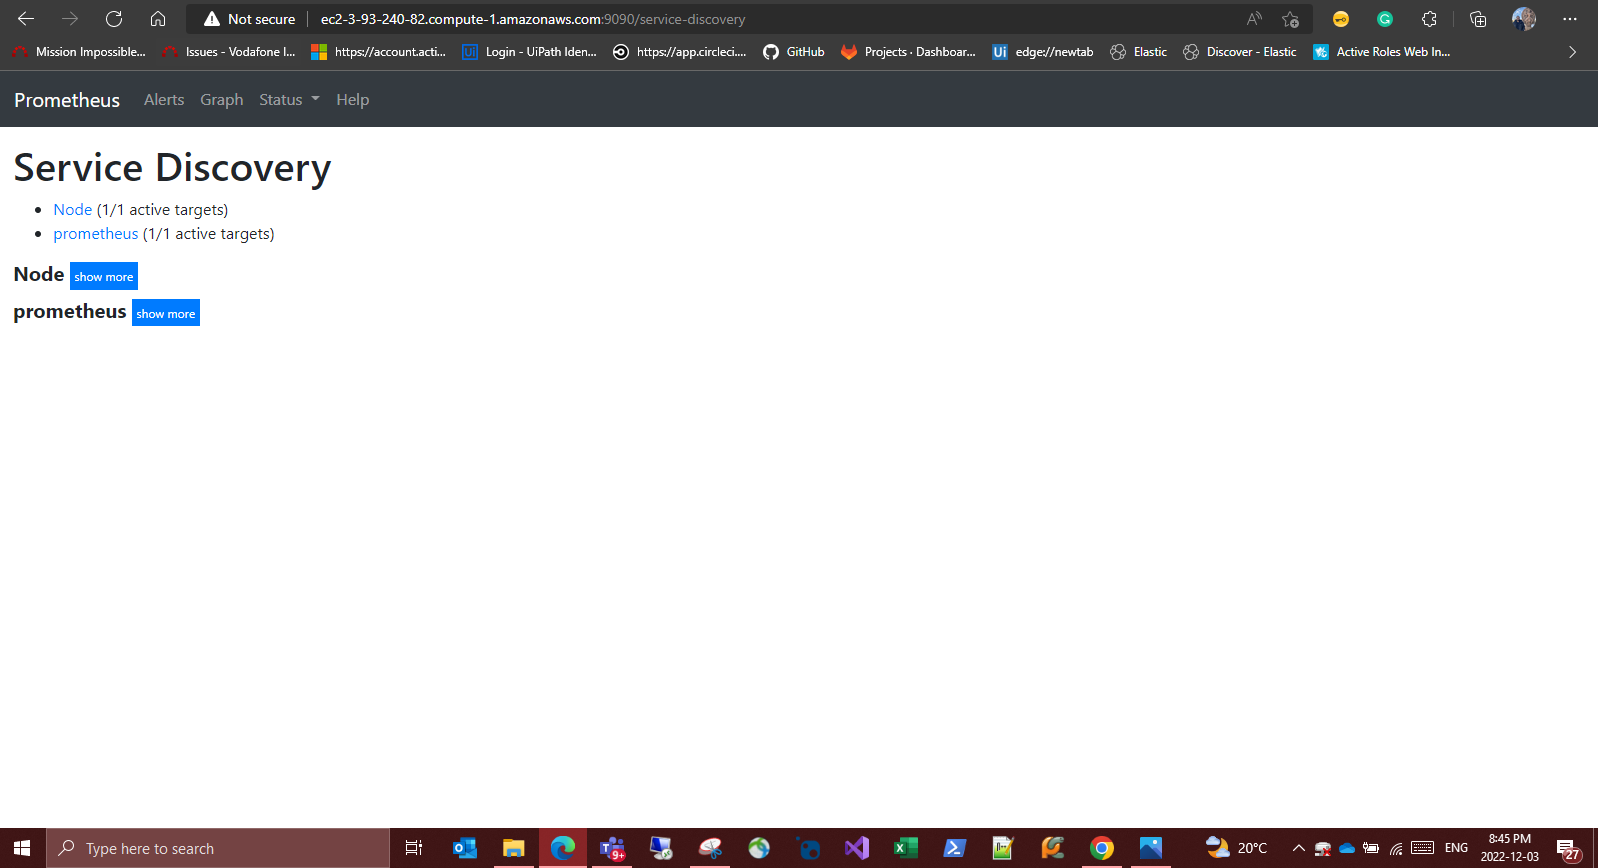 Not secure ec2-3-93-240-82.compute-1.amazonaws.com:9090/service-discovery
Mission Impossible... Issues - Vodafone I... https://account.acti... Login - UiPath Iden... https://app.circleci.... GitHub Projects · Dashboar... edge://newtab Elastic Discover - Elastic Active Roles Web In...
Prometheus Alerts Graph Status Help
Service Discovery
Node (1/1 active targets)
prometheus (1/1 active targets)
Node show more
prometheus show more
Type here to search 9+ 20°C ENG 8:45 PM
2022-12-03 27